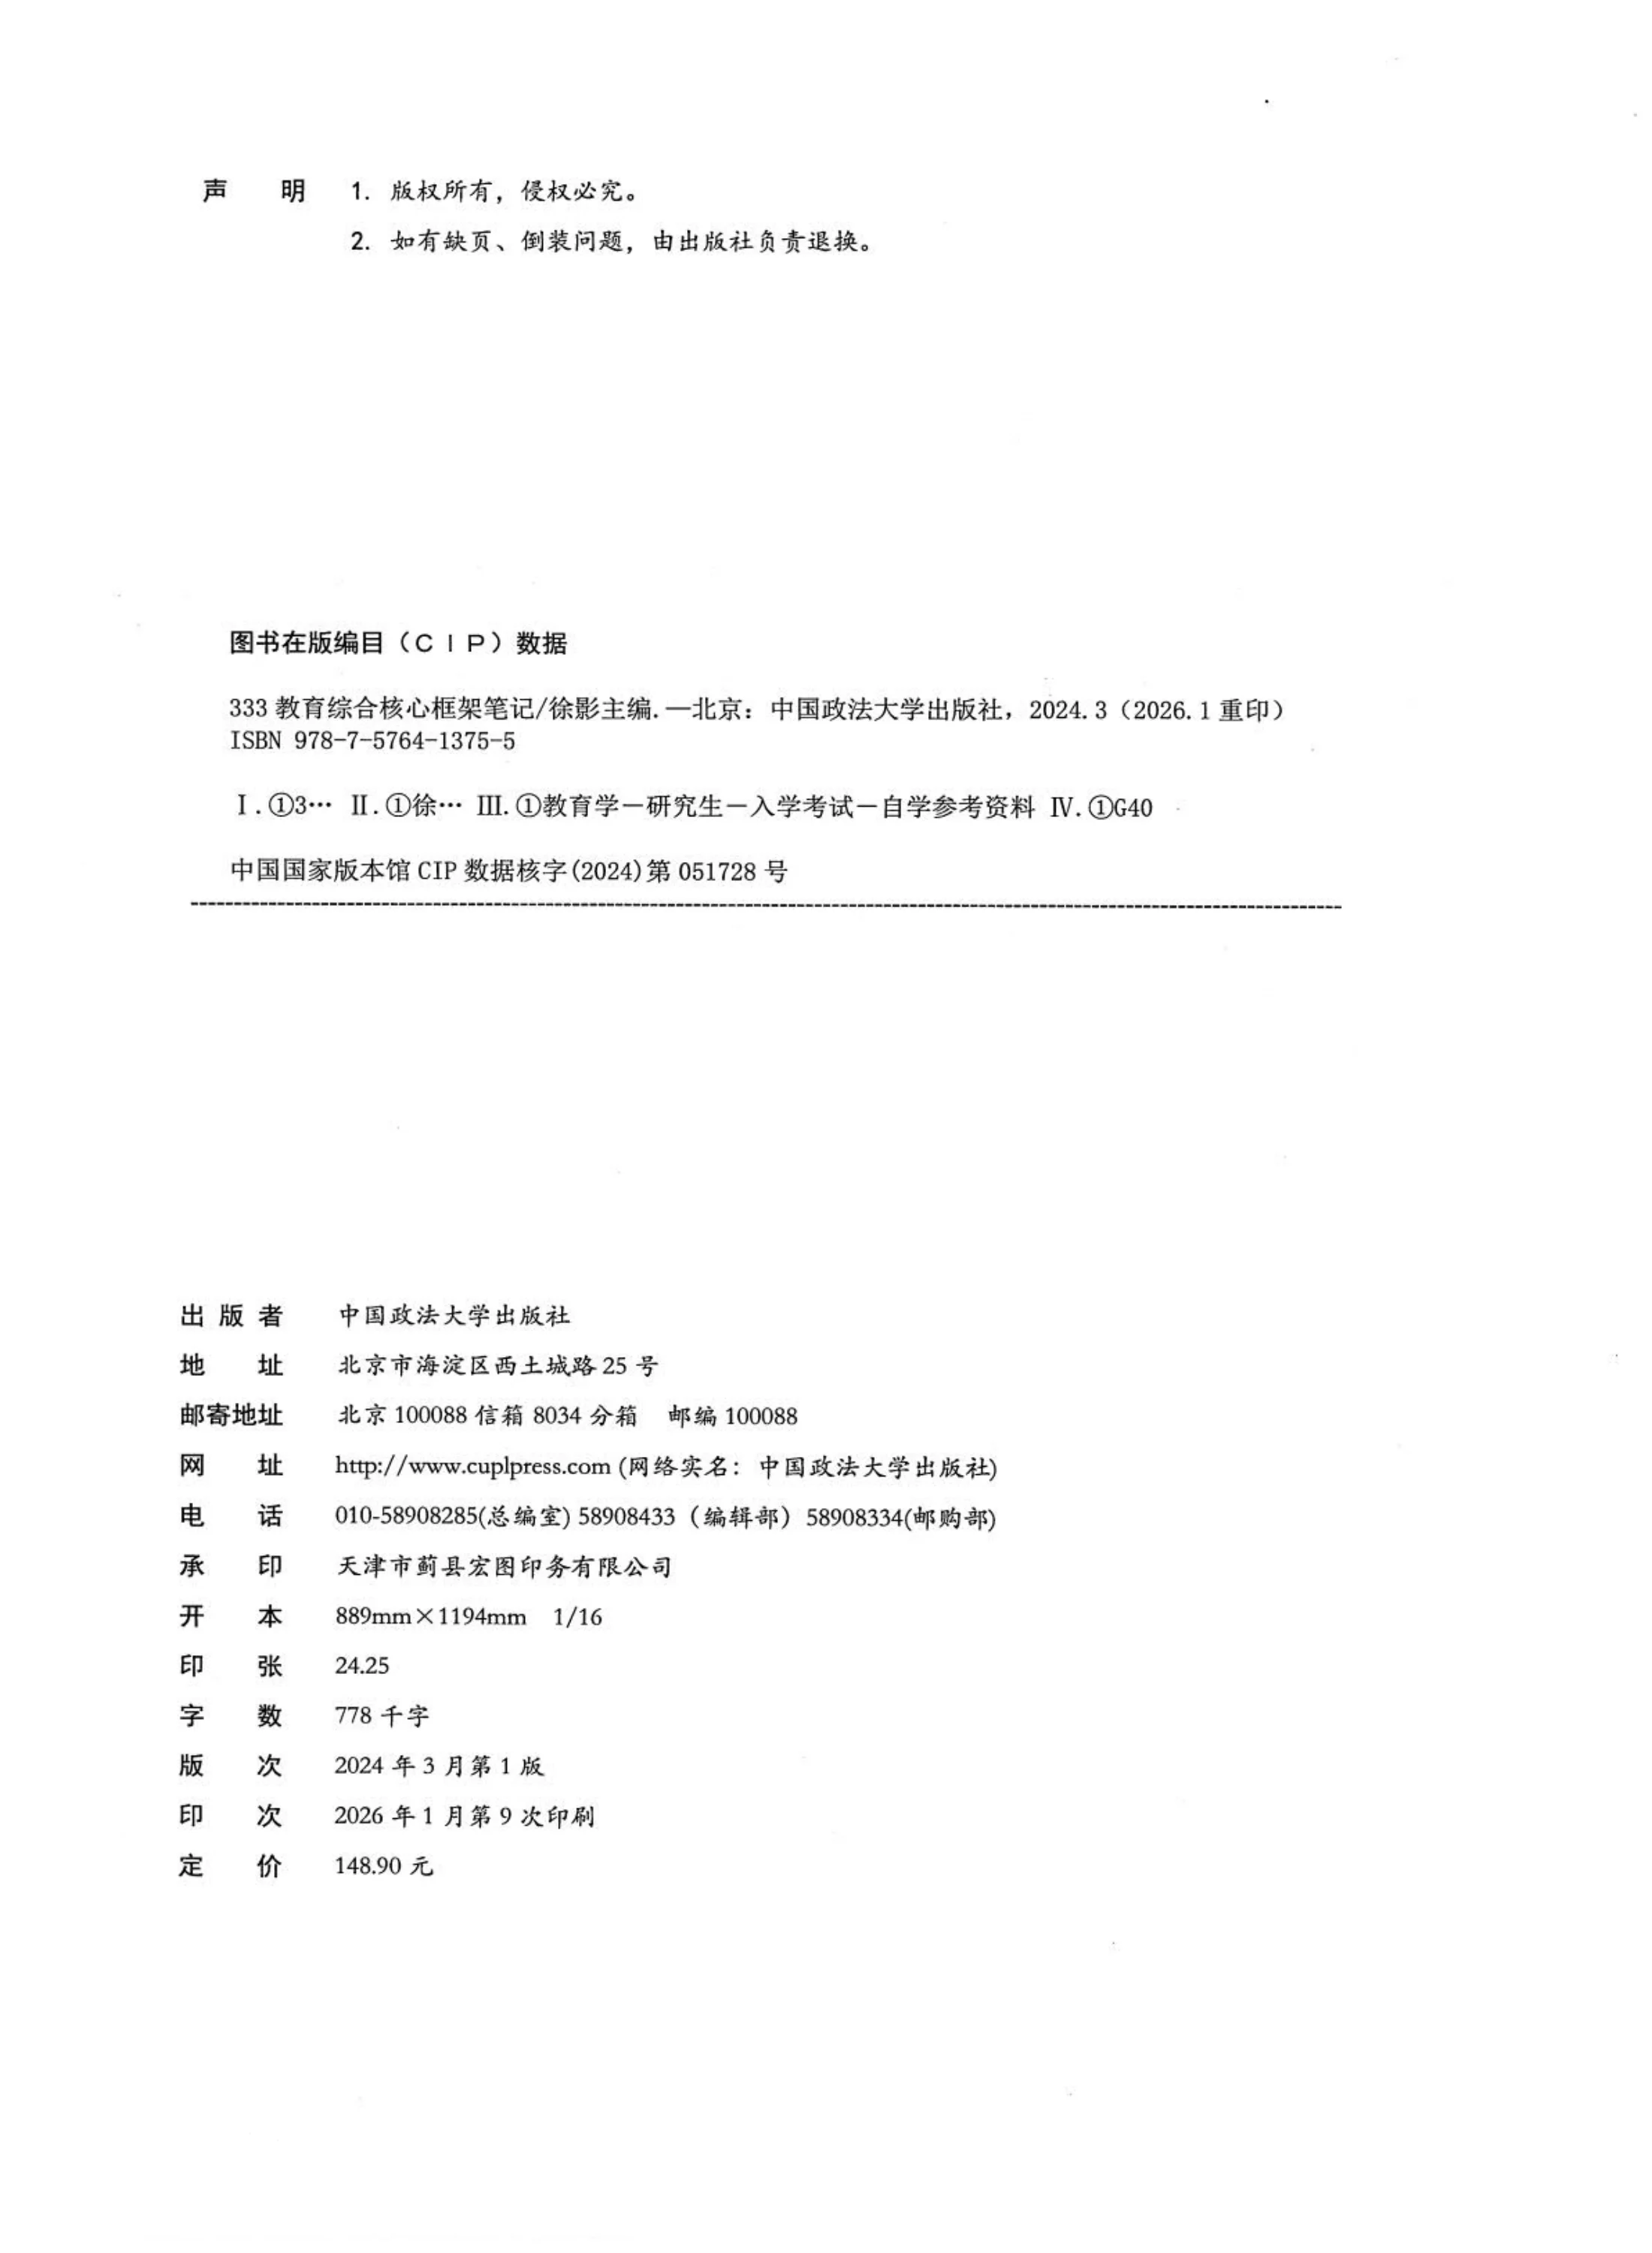 声 明 1. 版权所有，侵权必究。
2. 如有缺页、倒装问题，由出版社负责退换。
图书在版编目（CIP）数据
333 教育综合核心框架笔记/徐影主编. —北京：中国政法大学出版社，2024. 3（2026. 1 重印）
ISBN 978-7-5764-1375-5
Ⅰ. ①3… Ⅱ. ①徐… Ⅲ. ①教育学－研究生－入学考试－自学参考资料 Ⅳ. ①G40
中国国家版本馆 CIP 数据核字(2024)第 051728 号
出版者 中国政法大学出版社
地 址 北京市海淀区西土城路 25 号
邮寄地址 北京 100088 信箱 8034 分箱 邮编 100088
网 址 http://www.cuplpress.com (网络实名：中国政法大学出版社)
电 话 010-58908285(总编室) 58908433（编辑部）58908334(邮购部)
承 印 天津市蓟县宏图印务有限公司
开 本 889mm×1194mm 1/16
印 张 24.25
字 数 778 千字
版 次 2024 年 3 月第 1 版
印 次 2026 年 1 月第 9 次印刷
定 价 148.90 元